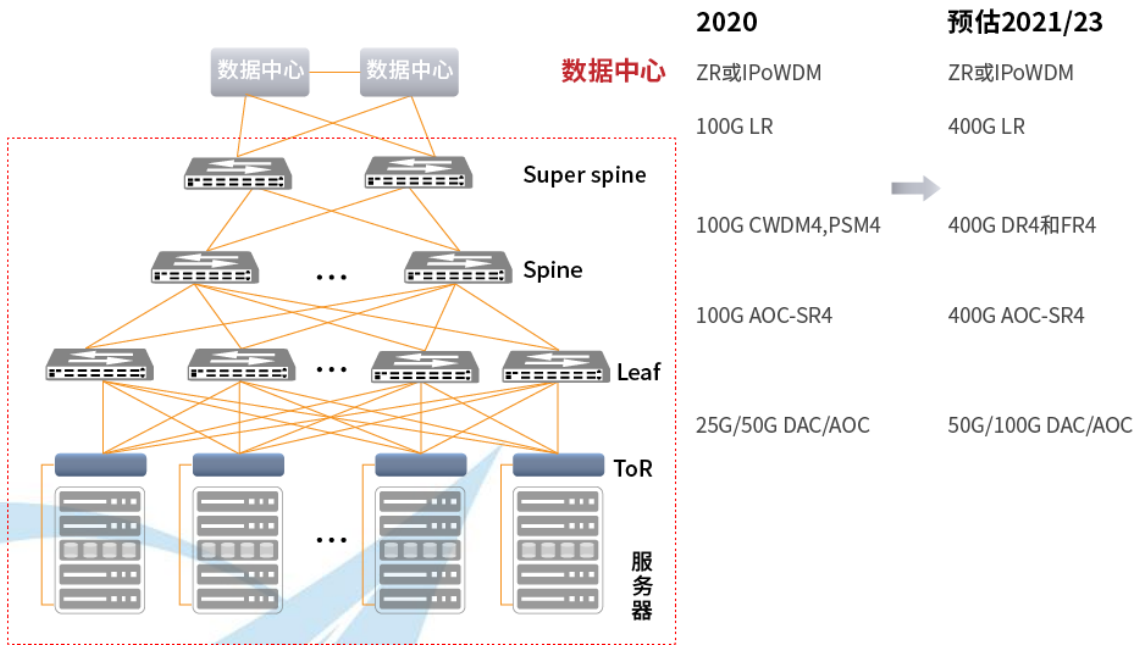 2020
预估2021/23
数据中心
数据中心
数据中心
ZR或IPoWDM
ZR或IPoWDM
100G LR
400G LR
Super spine
100G CWDM4,PSM4
400G DR4和FR4
...
Spine
100G AOC-SR4
400G AOC-SR4
...
Leaf
25G/50G DAC/AOC
50G/100G DAC/AOC
ToR
...
服务器